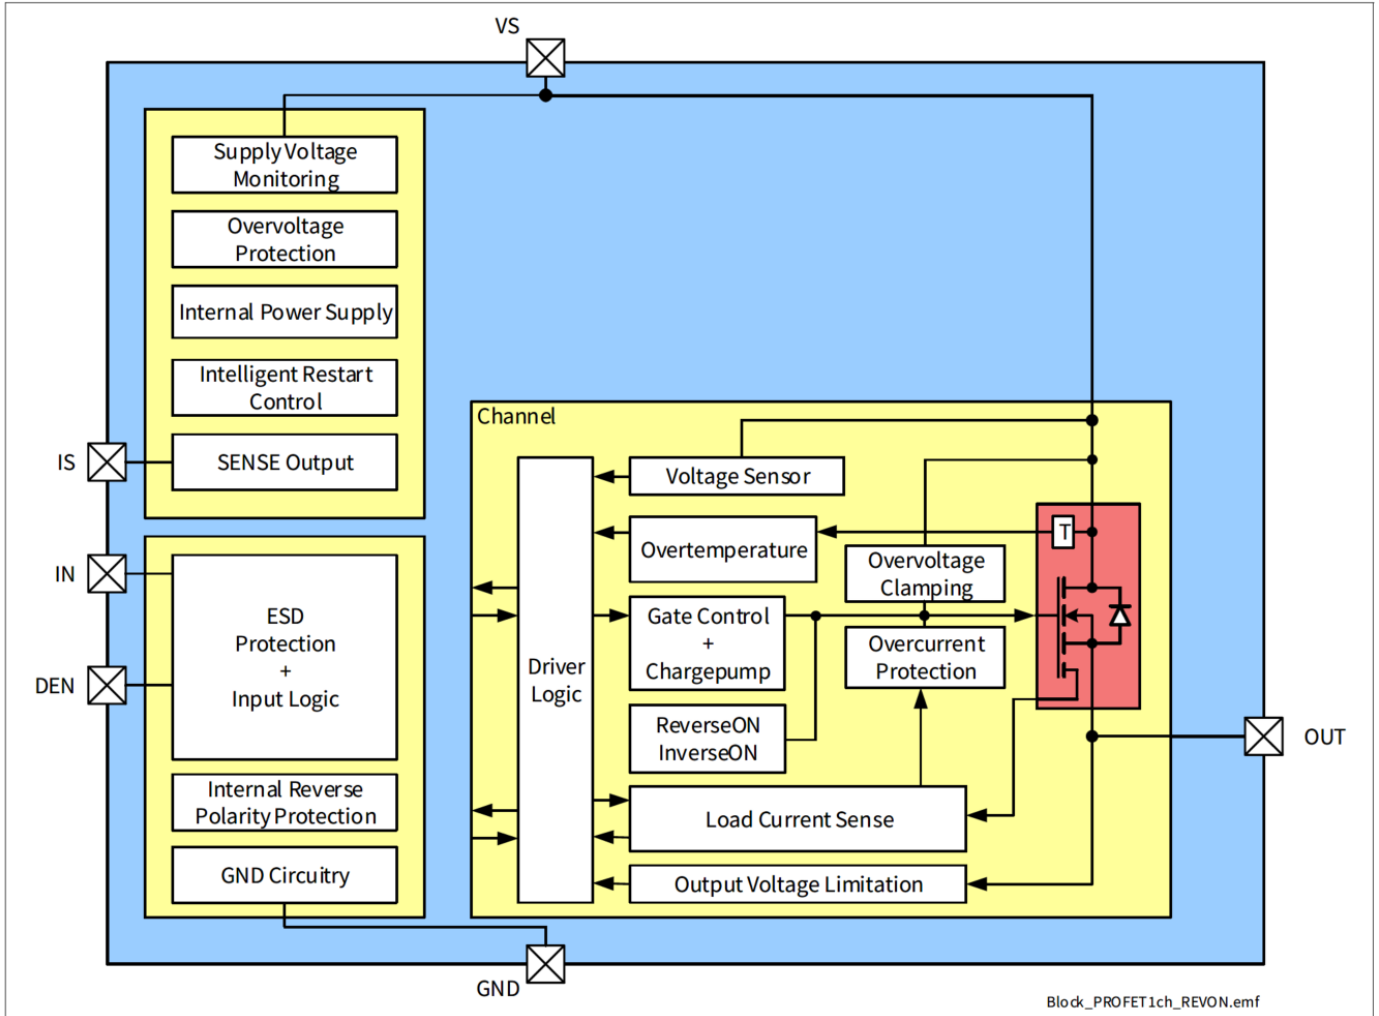 VS
Supply Voltage
Monitoring
Overvoltage
Protection
Internal Power Supply
Intelligent Restart
Control
IS
SENSE Output
IN
DEN
ESD
Protection
+
Input Logic
Internal Reverse
Polarity Protection
GND Circuitry
GND
Channel
Driver
Logic
Voltage Sensor
Overtemperature
T
Overvoltage
Clamping
Gate Control
+
Chargepump
Overcurrent
Protection
ReverseON
InverseON
Load Current Sense
Output Voltage Limitation
OUT
Block_PROFET1ch_REVON.emf